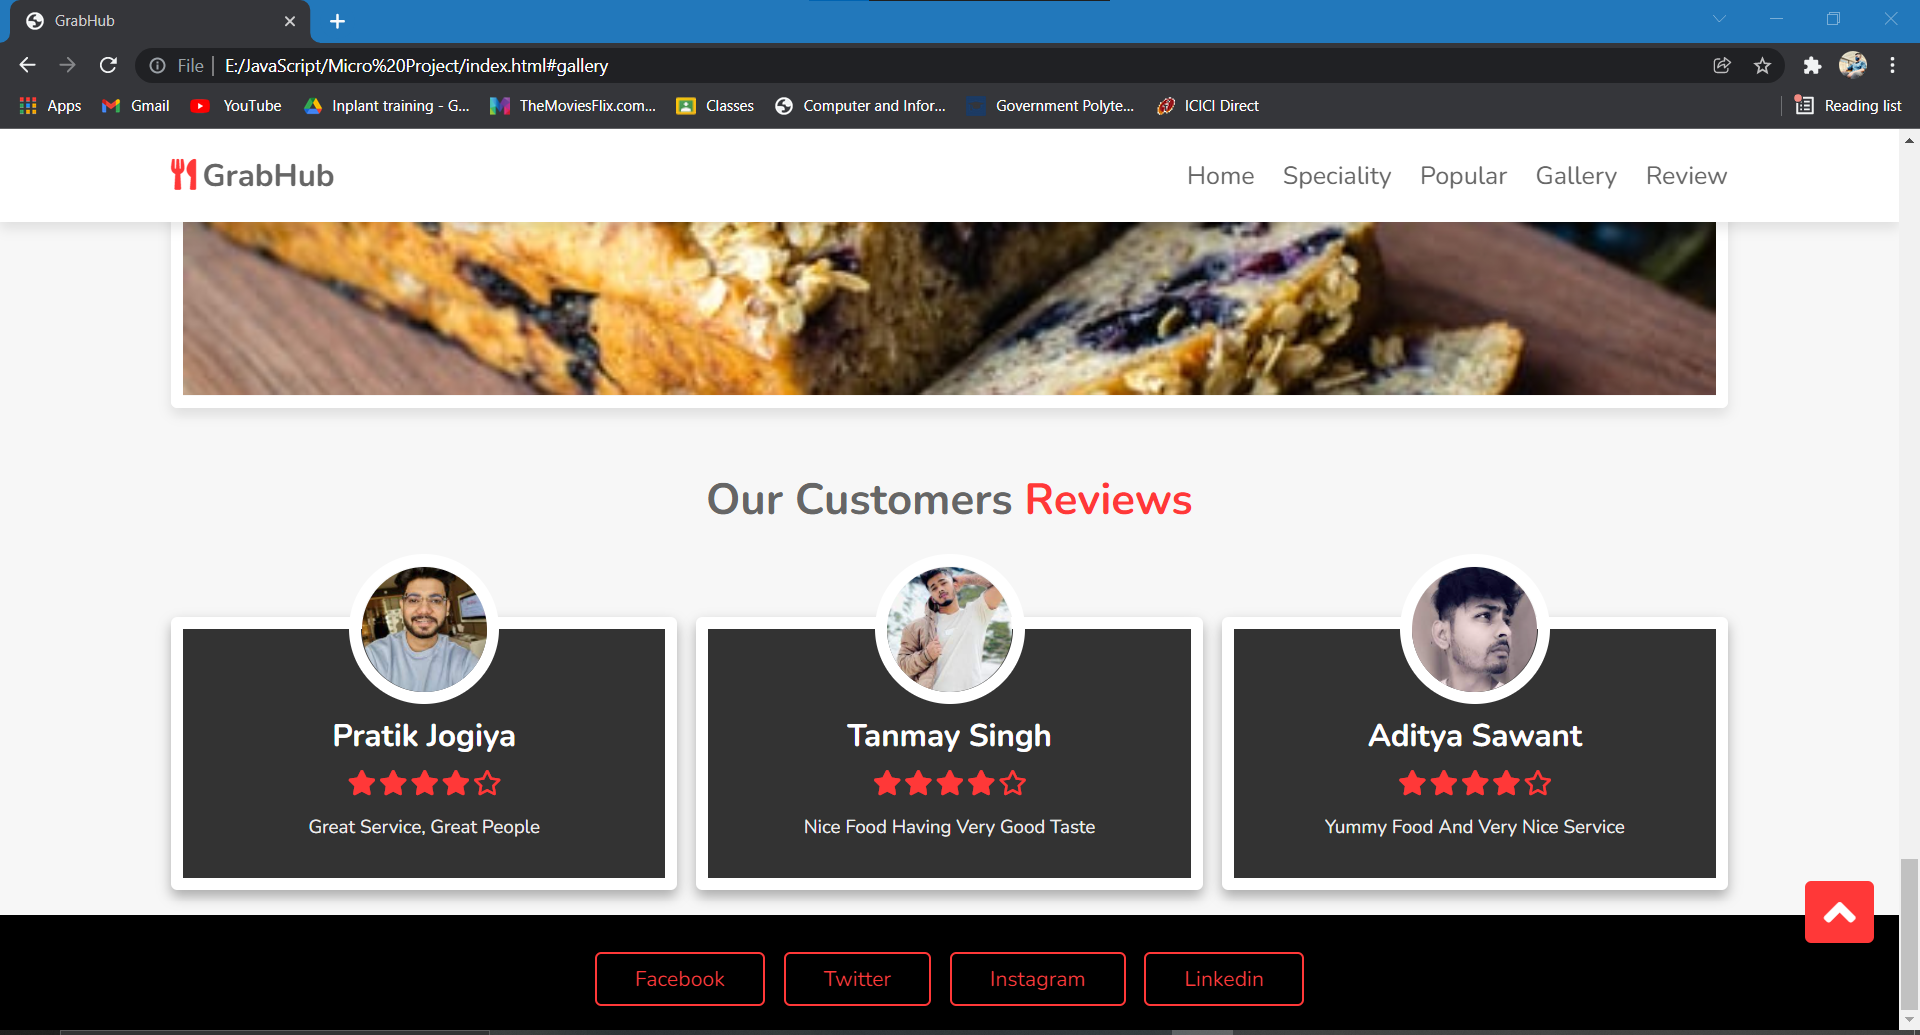 GrabHub
File | E:/JavaScript/Micro%20Project/index.html#gallery
Apps Gmail YouTube Inplant training - G... TheMoviesFlix.com... Classes Computer and Infor... Government Polyte... ICICI Direct Reading list
GrabHub Home Speciality Popular Gallery Review
Our Customers Reviews
Pratik Jogiya
Great Service, Great People
Tanmay Singh
Nice Food Having Very Good Taste
Aditya Sawant
Yummy Food And Very Nice Service
Facebook Twitter Instagram Linkedin